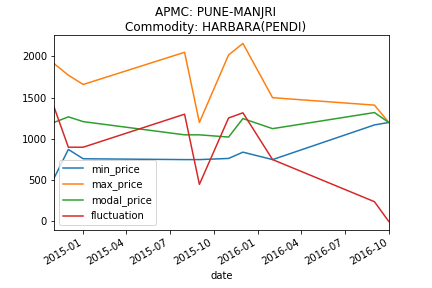 APMC: PUNE-MANJRI
Commodity: HARBARA(PENDI)
2000
1500
1000
500
0
min_price
max_price
modal_price
fluctuation
2015-01
2015-04
2015-07
2015-10
2016-01
2016-04
2016-07
2016-10
date